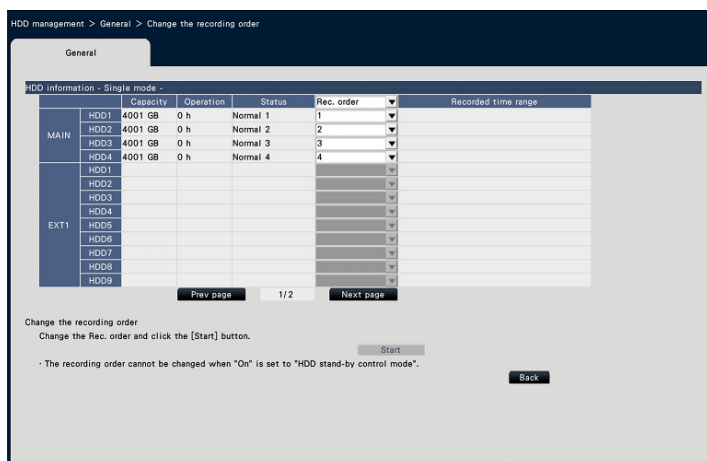 HDD management > General > Change the recording order
General
HDD information - Single mode -
Capacity Operation Status Rec. order Recorded time range
MAIN
HDD1 4001 GB 0 h Normal 1 1
HDD2 4001 GB 0 h Normal 2 2
HDD3 4001 GB 0 h Normal 3 3
HDD4 4001 GB 0 h Normal 4 4
EXT1
HDD1
HDD2
HDD3
HDD4
HDD5
HDD6
HDD7
HDD8
HDD9
Prev page 1/2 Next page
Change the recording order
Change the Rec. order and click the [Start] button.
Start
· The recording order cannot be changed when "On" is set to "HDD stand-by control mode".
Back